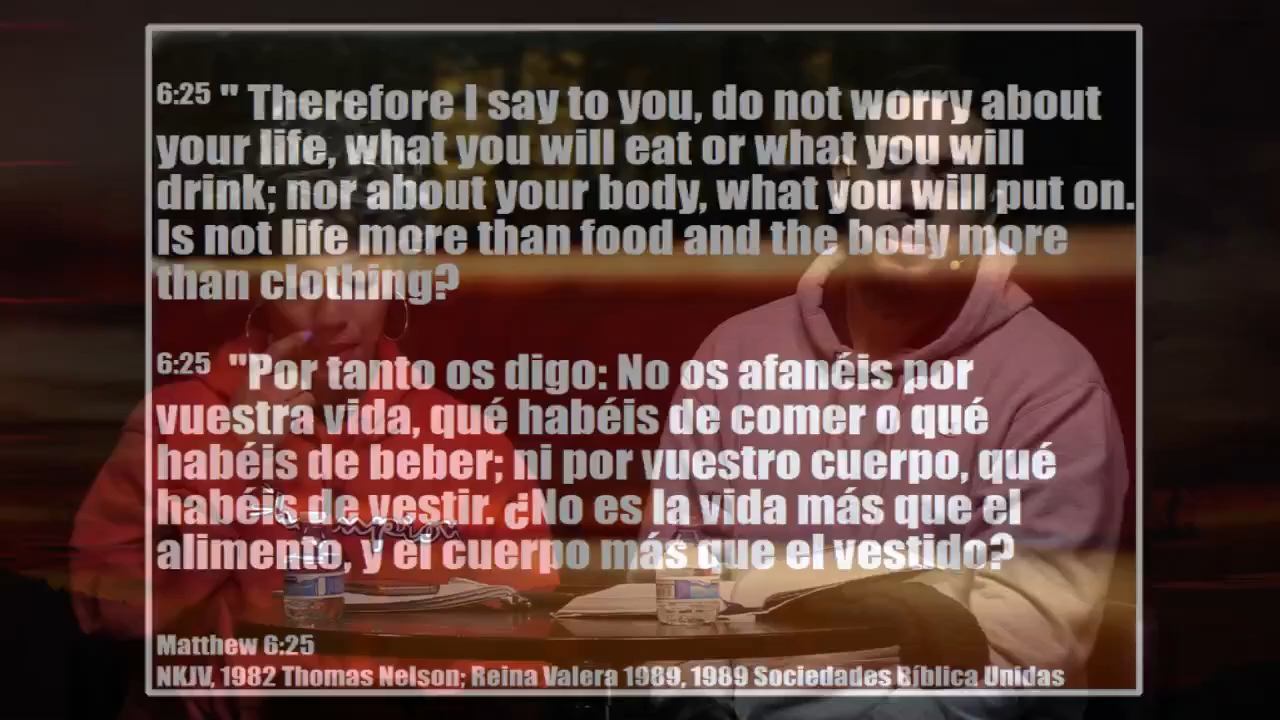 6:25 " Therefore I say to you, do not worry about
your life, what you will eat or what you will
drink; nor about your body, what you will put on.
Is not life more than food and the body more
than clothing?
6:25 "Por tanto os digo: No os afanéis por
vuestra vida, qué habéis de comer o qué
habéis de beber; ni por vuestro cuerpo, qué
habéis de vestir. ¿No es la vida más que el
alimento, y el cuerpo más que el vestido?
Champion
Matthew 6:25
NKJV, 1982 Thomas Nelson; Reina Valera 1989, 1989 Sociedades Bíblica Unidas